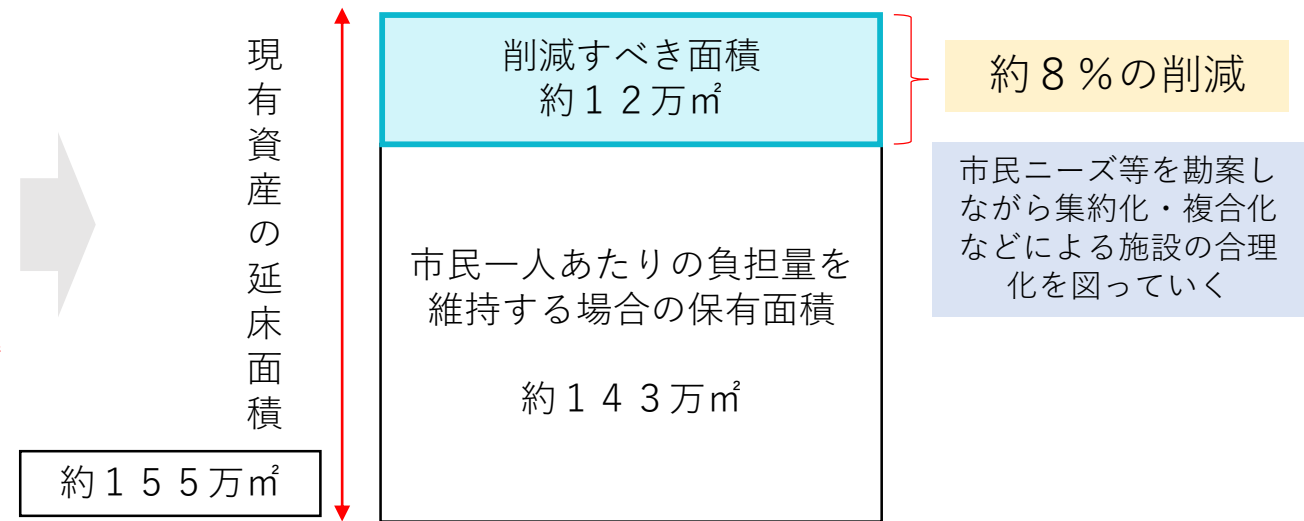 現有資産の延床面積
約１５５万㎡
削減すべき面積
約１２万㎡
市民一人あたりの負担量を
維持する場合の保有面積
約１４３万㎡
約８％の削減
市民ニーズ等を勘案し
ながら集約化・複合化
などによる施設の合理
化を図っていく